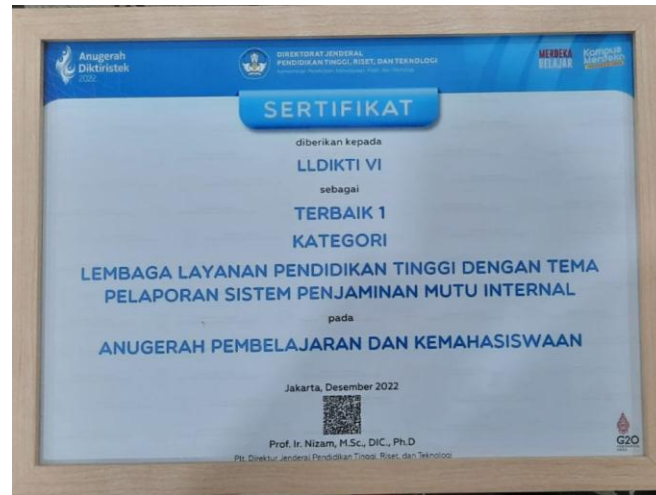 Anugerah
Diktiristek
2022
DIREKTORAT JENDERAL
PENDIDIKAN TINGGI, RISET, DAN TEKNOLOGI
MERDEKA
BELAJAR
Kampus
Merdeka
SERTIFIKAT
diberikan kepada
LLDIKTI VI
sebagai
TERBAIK 1
KATEGORI
LEMBAGA LAYANAN PENDIDIKAN TINGGI DENGAN TEMA
PELAPORAN SISTEM PENJAMINAN MUTU INTERNAL
pada
ANUGERAH PEMBELAJARAN DAN KEMAHASISWAAN
Jakarta, Desember 2022
Prof. Ir. Nizam, M.Sc., DIC., Ph.D
Plt. Direktur Jenderal Pendidikan Tinggi, Riset, dan Teknologi
G20